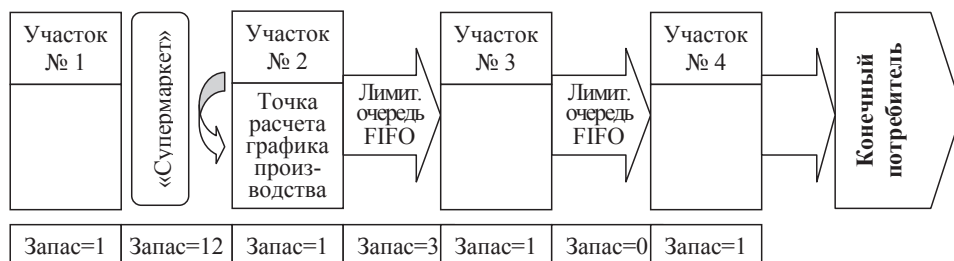 Участок
№ 1
«Супермаркет»
Участок
№ 2
Точка
расчета
графика
произ-
водства
Лимит.
очередь
FIFO
Участок
№ 3
Лимит.
очередь
FIFO
Участок
№ 4
Конечный
потребитель
Запас=1
Запас=12
Запас=1
Запас=3
Запас=1
Запас=0
Запас=1